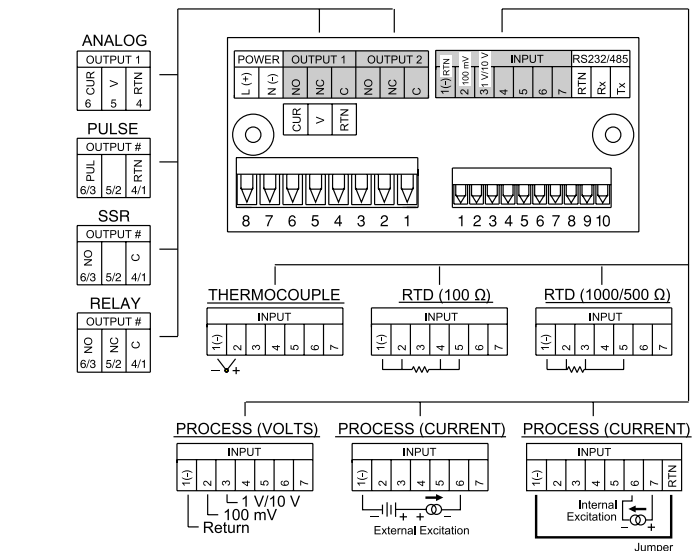 ANALOG
OUTPUT 1
CUR V RTN
6 5 4
PULSE
OUTPUT #
PUL RTN
6/3 5/2 4/1
SSR
OUTPUT #
NO C
6/3 5/2 4/1
RELAY
OUTPUT #
NO NC C
6/3 5/2 4/1
POWER OUTPUT 1 OUTPUT 2 INPUT RS232/485
L (+) N (-) NO NC C NO NC C 1(-) RTN 2 100 mV 3 1 V/10 V 4 5 6 7 RTN Rx Tx
CUR V RTN
8 7 6 5 4 3 2 1
1 2 3 4 5 6 7 8 9 10
THERMOCOUPLE
INPUT
1(-) 2 3 4 5 6 7
− +
RTD (100 Ω)
INPUT
1(-) 2 3 4 5 6 7
RTD (1000/500 Ω)
INPUT
1(-) 2 3 4 5 6 7
PROCESS (VOLTS)
INPUT
1(-) 2 3 4 5 6 7
1 V/10 V
100 mV
Return
PROCESS (CURRENT)
INPUT
1(-) 2 3 4 5 6 7
− + + −
External Excitation
PROCESS (CURRENT)
INPUT
1(-) 2 3 4 5 6 7 RTN
Internal
Excitation
− +
Jumper